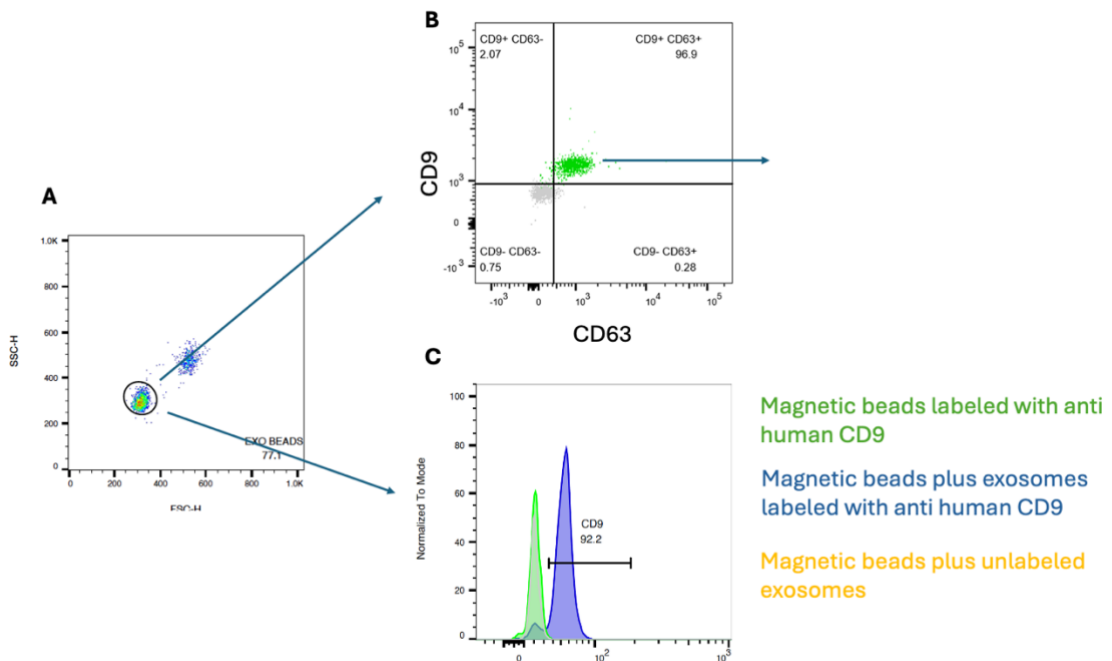 A
1.0K
800
600
400
200
0
SSC-H
EXO BEADS
77.1
0
200
400
600
800
1.0K
FSC-H
B
CD9+ CD63-
2.07
CD9+ CD63+
96.9
CD9- CD63-
0.75
CD9- CD63+
0.28
10^5
10^4
10^3
0
-10^3
CD9
-10^3
0
10^3
10^4
10^5
CD63
C
100
80
60
40
20
0
Normalized To Mode
CD9
92.2
0
10^2
10^3
Magnetic beads labeled with anti
human CD9
Magnetic beads plus exosomes
labeled with anti human CD9
Magnetic beads plus unlabeled
exosomes